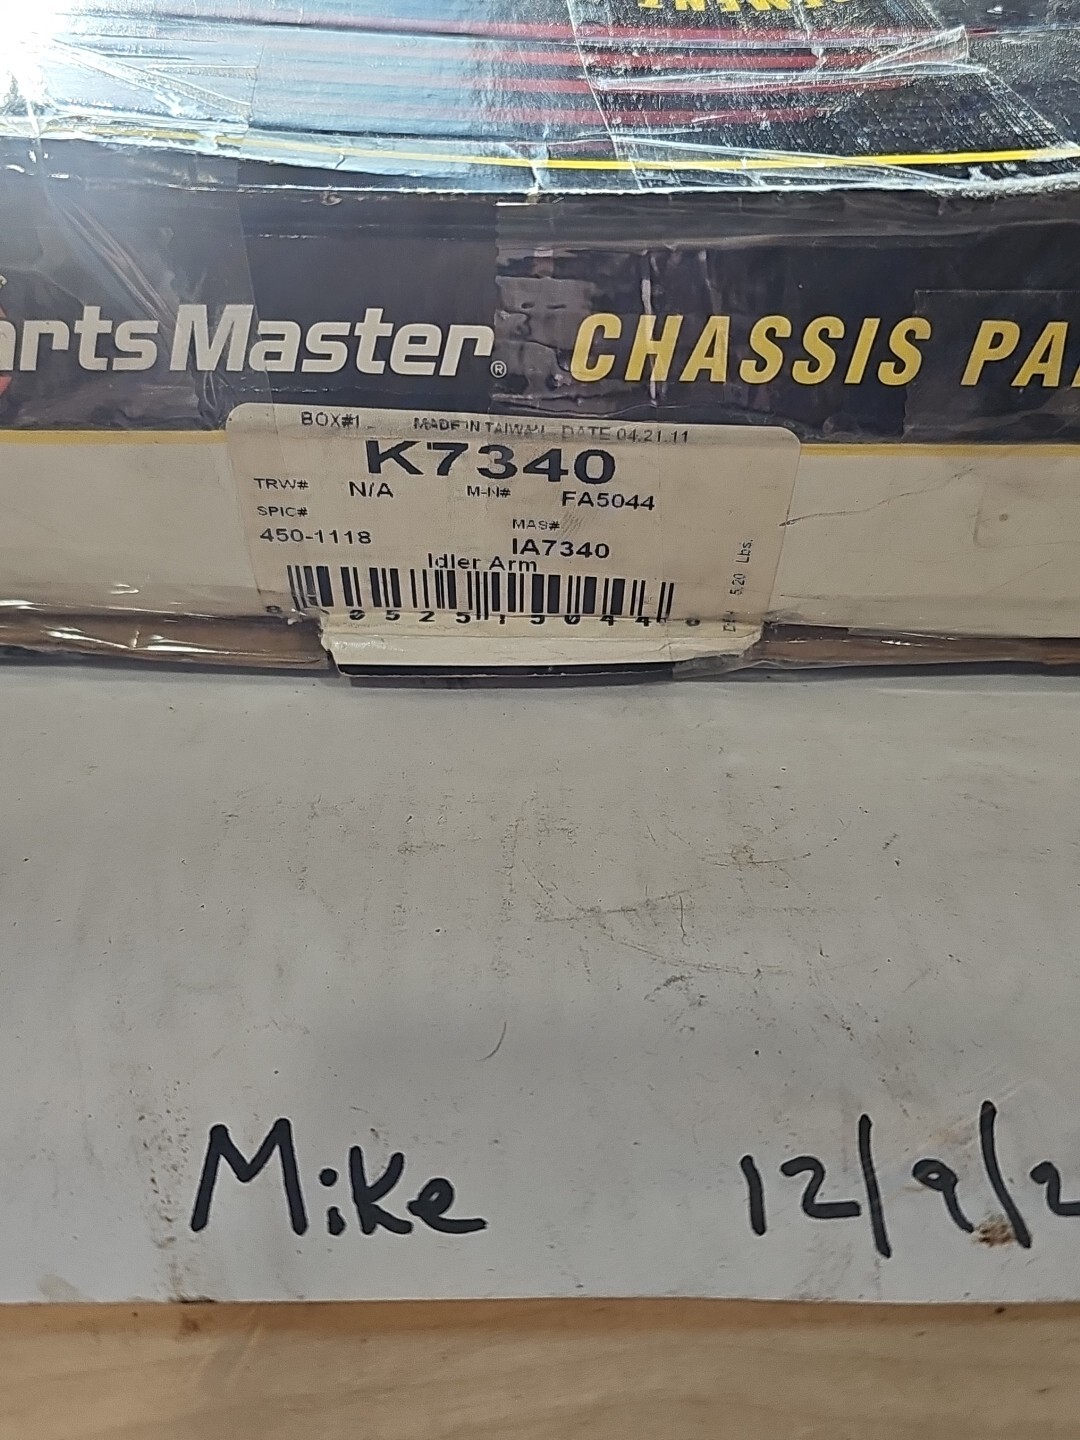 artsMaster® CHASSIS PA
BOX#1 MADE IN TAIWAN DATE 04.21.11
K7340
TRW# N/A M-N# FA5044
SPIC# MAS#
450-1118 IA7340
Idler Arm
5.20 Lbs.
Mike 12/9/2